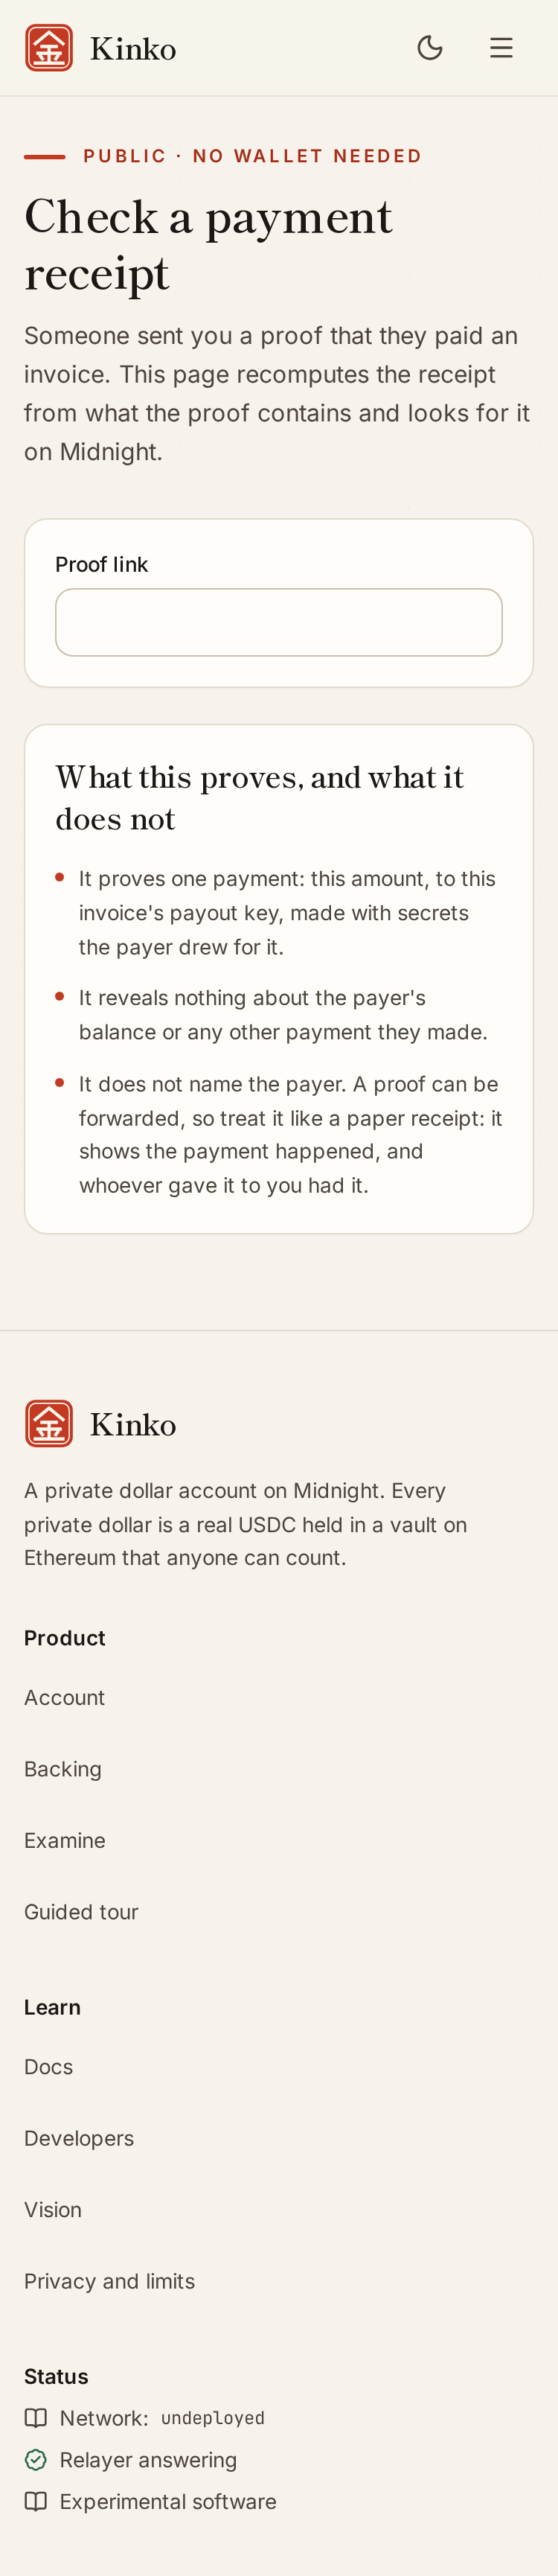 金 Kinko
PUBLIC · NO WALLET NEEDED
Check a payment
receipt
Someone sent you a proof that they paid an
invoice. This page recomputes the receipt
from what the proof contains and looks for it
on Midnight.
Proof link
What this proves, and what it
does not
It proves one payment: this amount, to this
invoice's payout key, made with secrets
the payer drew for it.
It reveals nothing about the payer's
balance or any other payment they made.
It does not name the payer. A proof can be
forwarded, so treat it like a paper receipt: it
shows the payment happened, and
whoever gave it to you had it.
金 Kinko
A private dollar account on Midnight. Every
private dollar is a real USDC held in a vault on
Ethereum that anyone can count.
Product
Account
Backing
Examine
Guided tour
Learn
Docs
Developers
Vision
Privacy and limits
Status
Network: undeployed
Relayer answering
Experimental software